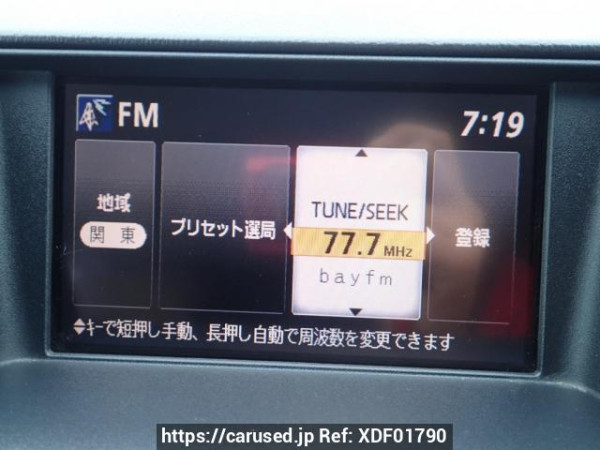 FM
7:19
地域
関東
プリセット選局
TUNE/SEEK
77.7 MHz
bayfm
登録
キーで短押し手動、長押し自動で周波数を変更できます
https://carused.jp Ref: XDF01790